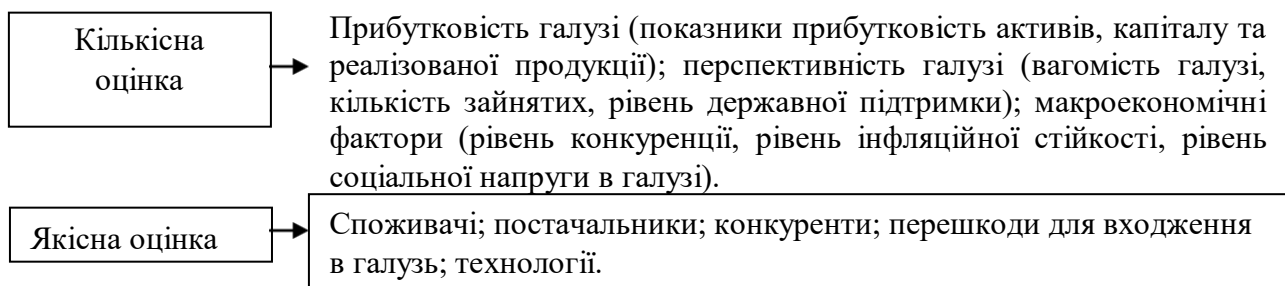 Кількісна
оцінка
Прибутковість галузі (показники прибутковість активів, капіталу та
реалізованої продукції); перспективність галузі (вагомість галузі,
кількість зайнятих, рівень державної підтримки); макроекономічні
фактори (рівень конкуренції, рівень інфляційної стійкості, рівень
соціальної напруги в галузі).
Якісна оцінка
Споживачі; постачальники; конкуренти; перешкоди для входження
в галузь; технології.